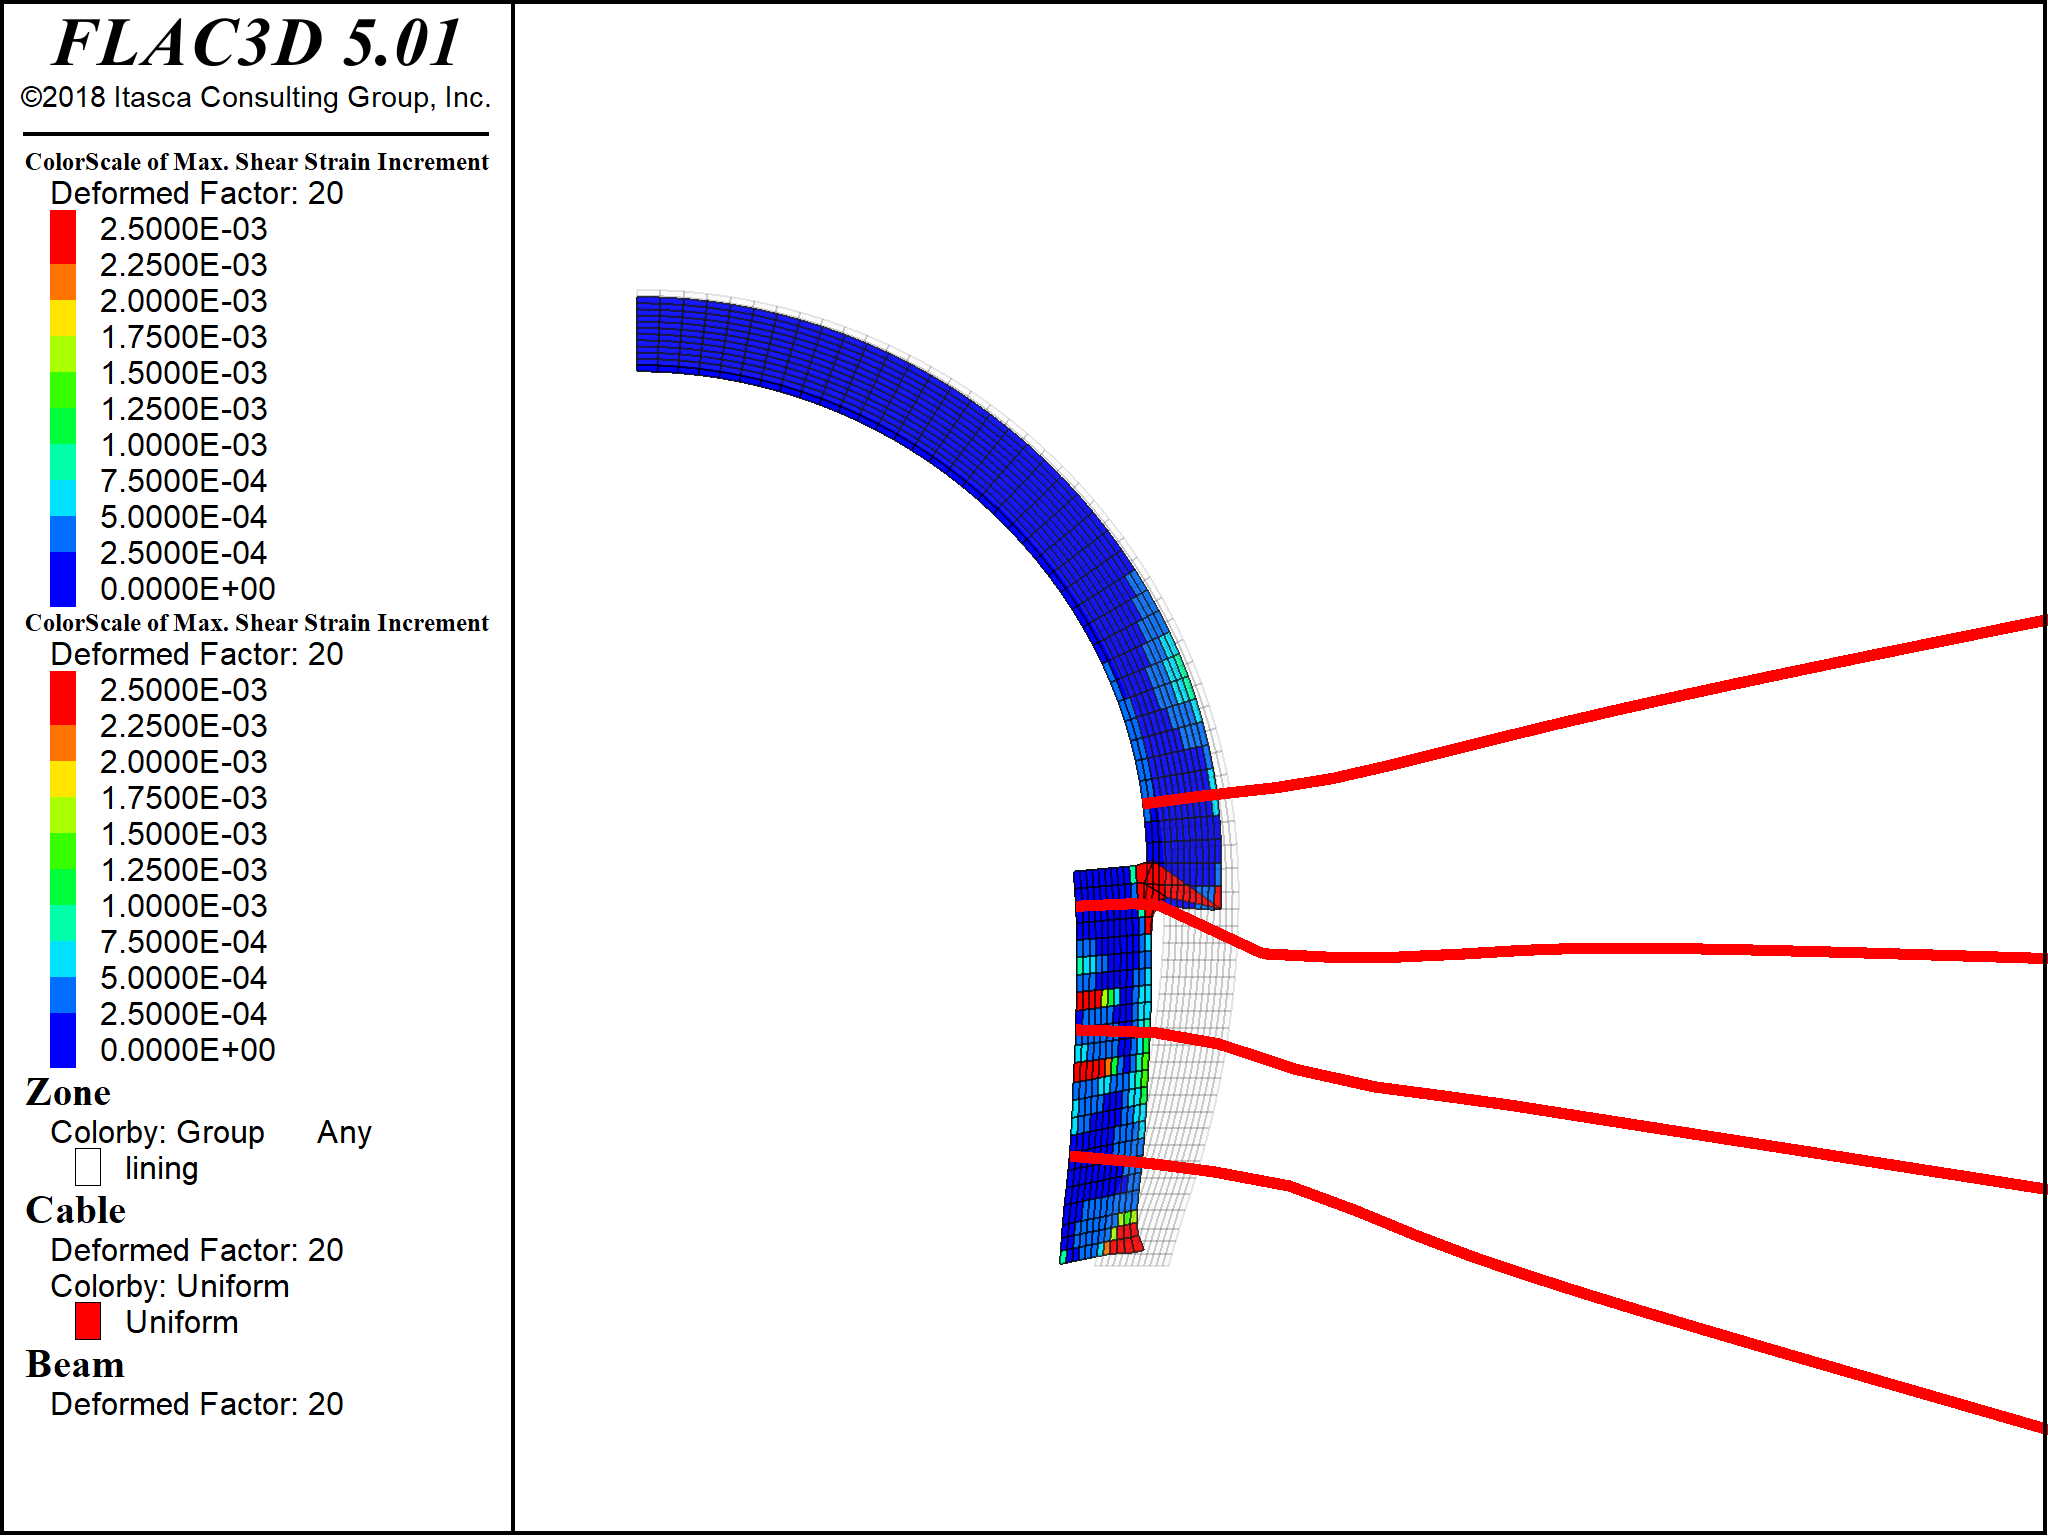 FLAC3D 5.01
©2018 Itasca Consulting Group, Inc.
ColorScale of Max. Shear Strain Increment
Deformed Factor: 20
2.5000E-03
2.2500E-03
2.0000E-03
1.7500E-03
1.5000E-03
1.2500E-03
1.0000E-03
7.5000E-04
5.0000E-04
2.5000E-04
0.0000E+00
ColorScale of Max. Shear Strain Increment
Deformed Factor: 20
2.5000E-03
2.2500E-03
2.0000E-03
1.7500E-03
1.5000E-03
1.2500E-03
1.0000E-03
7.5000E-04
5.0000E-04
2.5000E-04
0.0000E+00
Zone
Colorby: Group Any
lining
Cable
Deformed Factor: 20
Colorby: Uniform
Uniform
Beam
Deformed Factor: 20